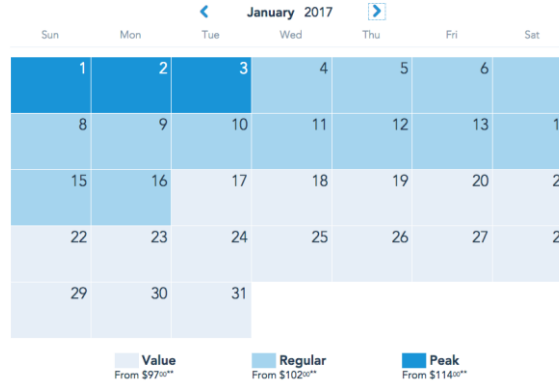 January 2017
Sun Mon Tue Wed Thu Fri Sat
1 2 3 4 5 6
8 9 10 11 12 13
15 16 17 18 19 20
22 23 24 25 26 27
29 30 31
Value Regular Peak
From $97⁰⁰** From $102⁰⁰** From $114⁰⁰**